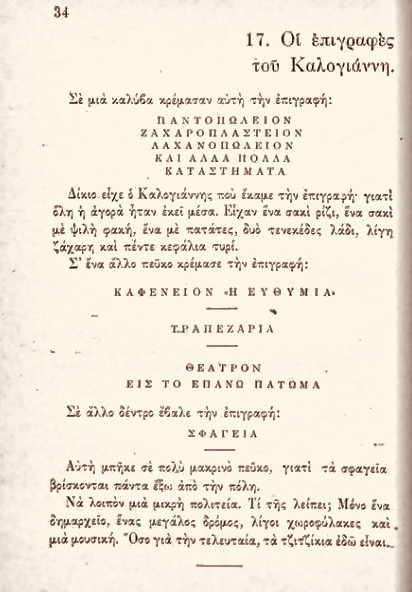 34
17. Οἱ ἐπιγραφὲς
τοῦ Καλογιάννη.
Σὲ μιὰ καλύβα κρέμασαν αὐτὴ τὴν ἐπιγραφή:
ΠΑΝΤΟΠΩΛΕΙΟΝ
ΖΑΧΑΡΟΠΛΑΣΤΕΙΟΝ
ΛΑΧΑΝΟΠΩΛΕΙΟΝ
ΚΑΙ ΑΛΛΑ ΠΟΛΛΑ
ΚΑΤΑΣΤΗΜΑΤΑ
Δίκιο εἶχε ὁ Καλογιάννης ποὺ ἔκαμε τὴν ἐπιγραφή· γιατὶ
ὅλη ἡ ἀγορὰ ἦταν ἐκεῖ μέσα. Εἶχαν ἕνα σακὶ ρίζι, ἕνα σακὶ
μὲ ψιλὴ φακή, ἕνα μὲ πατάτες, δυὸ τενεκέδες λάδι, λίγη
ζάχαρη καὶ πέντε κεφάλια τυρί.
Σ' ἕνα ἄλλο πεῦκο κρέμασε τὴν ἐπιγραφή:
ΚΑΦΕΝΕΙΟΝ «Η ΕΥΘΥΜΙΑ»
ΤΡΑΠΕΖΑΡΙΑ
ΘΕΑΤΡΟΝ
ΕΙΣ ΤΟ ΕΠΑΝΩ ΠΑΤΩΜΑ
Σὲ ἄλλο δέντρο ἔβαλε τὴν ἐπιγραφή:
ΣΦΑΓΕΙΑ
Αὐτὴ μπῆκε σὲ πολὺ μακρινὸ πεῦκο, γιατὶ τὰ σφαγεῖα
βρίσκονται πάντα ἔξω ἀπὸ τὴν πόλη.
Νὰ λοιπὸν μιὰ μικρὴ πολιτεία. Τί τῆς λείπει; Μόνο ἕνα
δημαρχεῖο, ἕνας μεγάλος δρόμος, λίγοι χωροφύλακες καὶ
μιὰ μουσική. Ὅσο γιὰ τὴν τελευταία, τὰ τζιτζίκια ἐδῶ εἶναι...